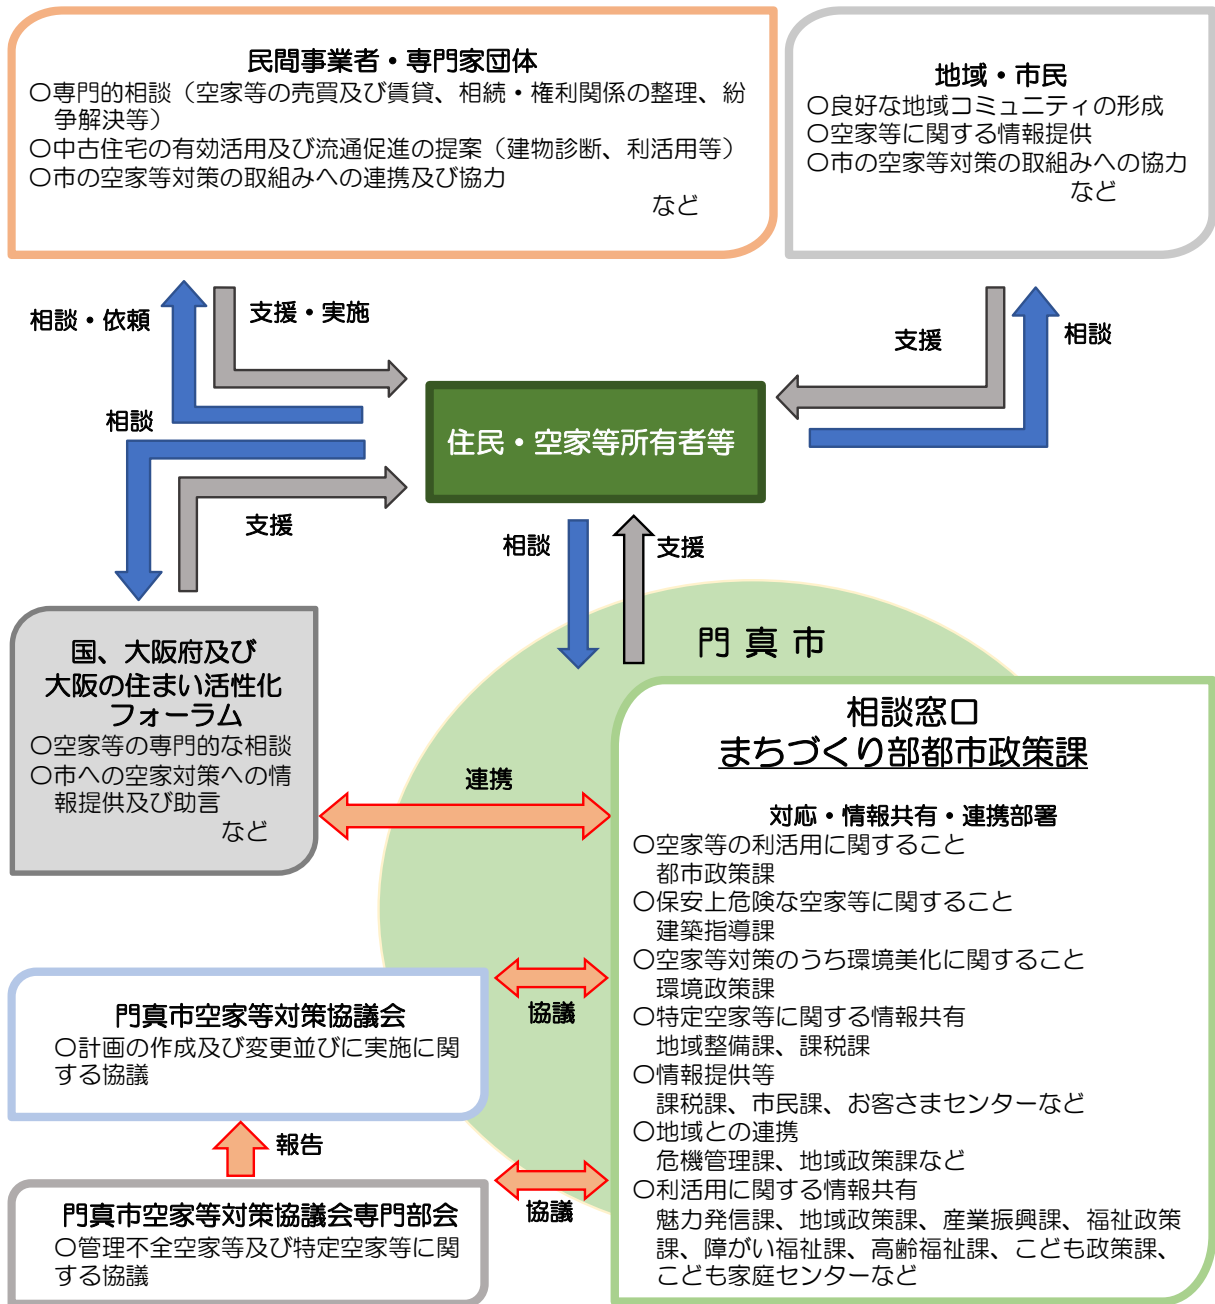 民間事業者・専門家団体
〇専門的相談（空家等の売買及び賃貸、相続・権利関係の整理、紛
争解決等）
〇中古住宅の有効活用及び流通促進の提案（建物診断、利活用等）
〇市の空家等対策の取組みへの連携及び協力
など
地域・市民
〇良好な地域コミュニティの形成
〇空家等に関する情報提供
〇市の空家等対策の取組みへの協力
など
相談・依頼
支援・実施
支援
相談
相談
住民・空家等所有者等
支援
相談
支援
国、大阪府及び
大阪の住まい活性化
フォーラム
〇空家等の専門的な相談
〇市への空家対策への情
報提供及び助言
など
門真市
相談窓口
まちづくり部都市政策課
連携
対応・情報共有・連携部署
〇空家等の利活用に関すること
都市政策課
〇保安上危険な空家等に関すること
建築指導課
〇空家等対策のうち環境美化に関すること
環境政策課
〇特定空家等に関する情報共有
地域整備課、課税課
〇情報提供等
課税課、市民課、お客さまセンターなど
〇地域との連携
危機管理課、地域政策課など
〇利活用に関する情報共有
魅力発信課、地域政策課、産業振興課、福祉政策
課、障がい福祉課、高齢福祉課、こども政策課、
こども家庭センターなど
協議
門真市空家等対策協議会
〇計画の作成及び変更並びに実施に関
する協議
報告
協議
門真市空家等対策協議会専門部会
〇管理不全空家等及び特定空家等に関
する協議